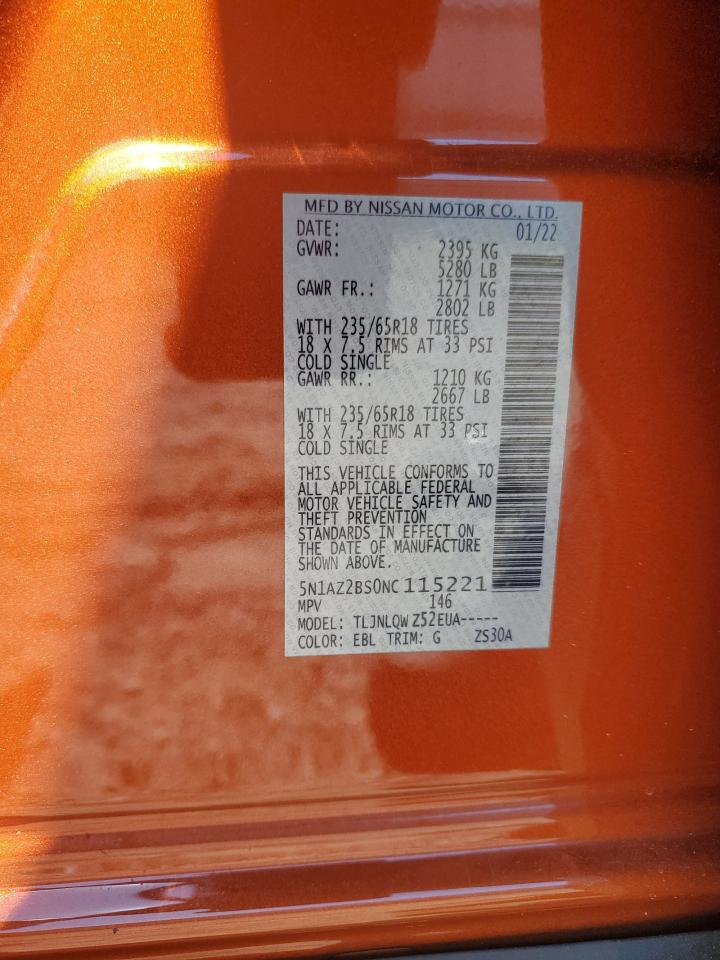 MFD BY NISSAN MOTOR CO., LTD.
DATE: 01/22
GVWR: 2395 KG
5280 LB
GAWR FR.: 1271 KG
2802 LB
WITH 235/65R18 TIRES
18 X 7.5 RIMS AT 33 PSI
COLD SINGLE
GAWR RR.: 1210 KG
2667 LB
WITH 235/65R18 TIRES
18 X 7.5 RIMS AT 33 PSI
COLD SINGLE
THIS VEHICLE CONFORMS TO
ALL APPLICABLE FEDERAL
MOTOR VEHICLE SAFETY AND
THEFT PREVENTION
STANDARDS IN EFFECT ON
THE DATE OF MANUFACTURE
SHOWN ABOVE.
5N1AZ2BS0NC115221
MPV 146
MODEL: TLJNLQW Z52EUA-----
COLOR: EBL TRIM: G ZS30A